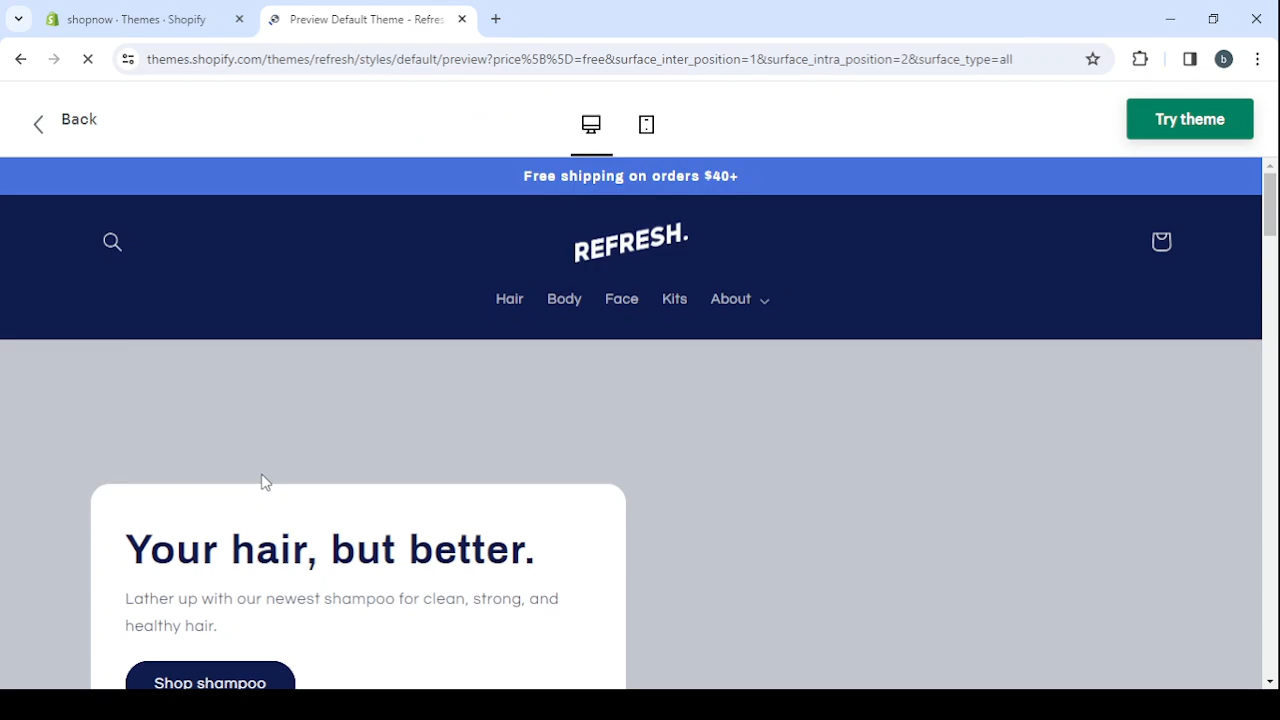 shopnow · Themes · Shopify
Preview Default Theme - Refres
themes.shopify.com/themes/refresh/styles/default/preview?price%5B%5D=free&surface_inter_position=1&surface_intra_position=2&surface_type=all
b
Back
Try theme
Free shipping on orders $40+
REFRESH.
Hair Body Face Kits About
Your hair, but better.
Lather up with our newest shampoo for clean, strong, and
healthy hair.
Shop shampoo